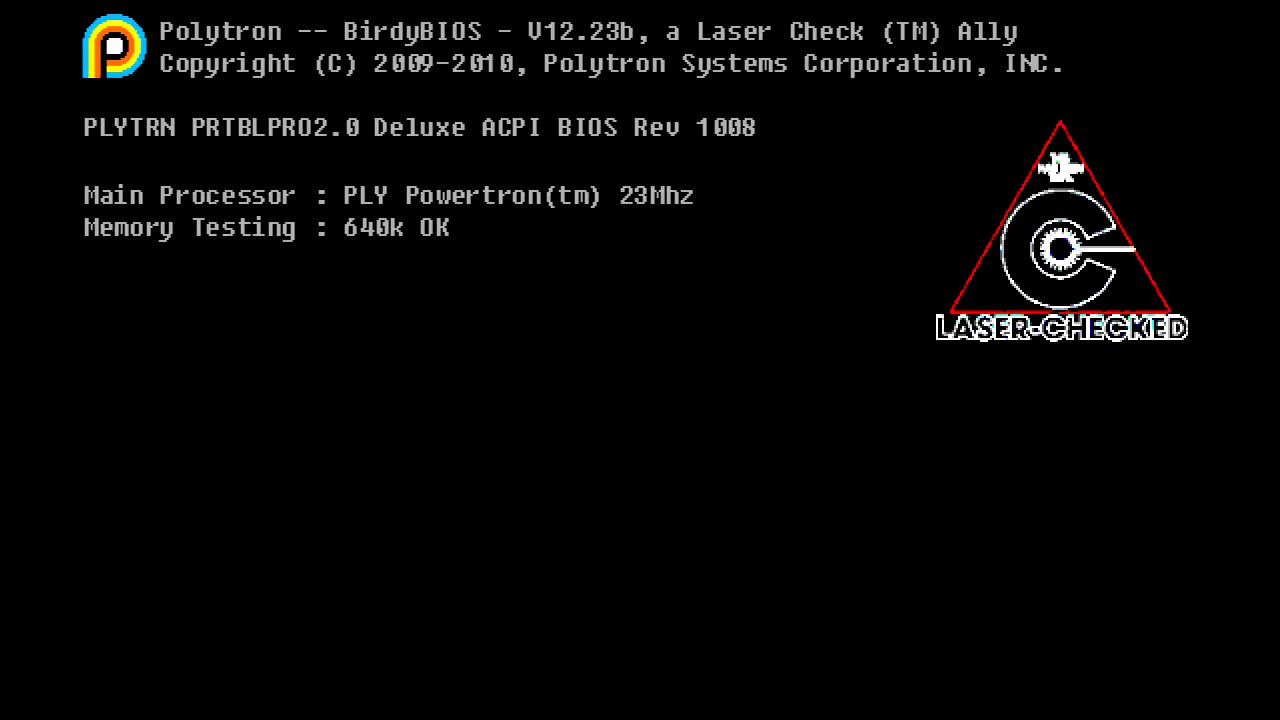 Polytron -- BirdyBIOS - V12.23b, a Laser Check (TM) Ally
Copyright (C) 2009-2010, Polytron Systems Corporation, INC.
PLYTRN PRTBLPRO2.0 Deluxe ACPI BIOS Rev 1008
Main Processor : PLY Powertron(tm) 23Mhz
Memory Testing : 640k OK
LASER-CHECKED